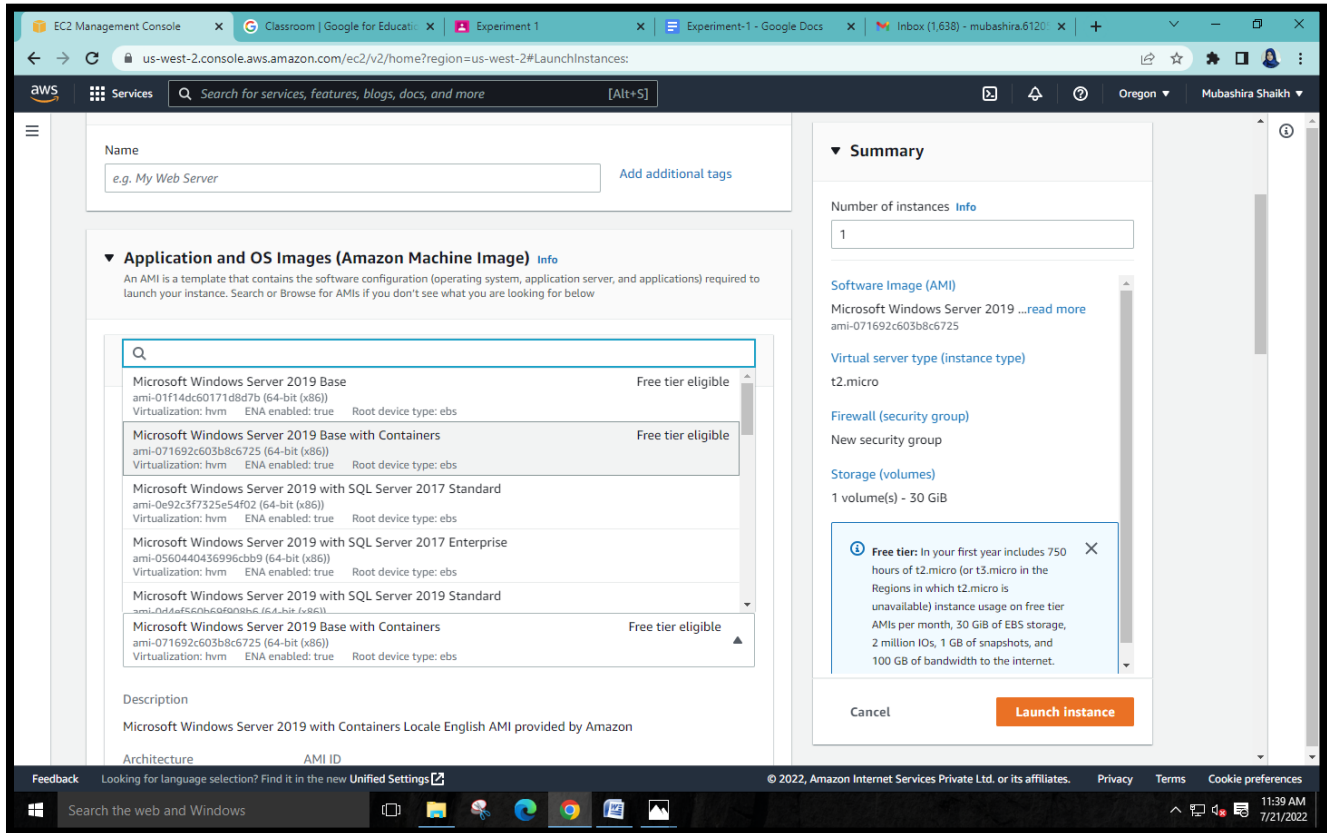 EC2 Management Console
Classroom | Google for Educatio
Experiment 1
Experiment-1 - Google Docs
Inbox (1,638) - mubashira.6120
us-west-2.console.aws.amazon.com/ec2/v2/home?region=us-west-2#LaunchInstances:
aws
Services
Search for services, features, blogs, docs, and more
[Alt+S]
Oregon ▼
Mubashira Shaikh ▼
Name
e.g. My Web Server
Add additional tags
▼ Application and OS Images (Amazon Machine Image) Info
An AMI is a template that contains the software configuration (operating system, application server, and applications) required to
launch your instance. Search or Browse for AMIs if you don't see what you are looking for below
Microsoft Windows Server 2019 Base
Free tier eligible
ami-01f14dc60171d8d7b (64-bit (x86))
Virtualization: hvm ENA enabled: true Root device type: ebs
Microsoft Windows Server 2019 Base with Containers
Free tier eligible
ami-071692c603b8c6725 (64-bit (x86))
Virtualization: hvm ENA enabled: true Root device type: ebs
Microsoft Windows Server 2019 with SQL Server 2017 Standard
ami-0e92c3f7325e54f02 (64-bit (x86))
Virtualization: hvm ENA enabled: true Root device type: ebs
Microsoft Windows Server 2019 with SQL Server 2017 Enterprise
ami-0560440436996cbb9 (64-bit (x86))
Virtualization: hvm ENA enabled: true Root device type: ebs
Microsoft Windows Server 2019 with SQL Server 2019 Standard
ami-0d4ef560b69f908b6 (64-bit (x86))
Microsoft Windows Server 2019 Base with Containers
Free tier eligible
ami-071692c603b8c6725 (64-bit (x86))
Virtualization: hvm ENA enabled: true Root device type: ebs
Description
Microsoft Windows Server 2019 with Containers Locale English AMI provided by Amazon
Architecture
AMI ID
▼ Summary
Number of instances Info
1
Software Image (AMI)
Microsoft Windows Server 2019 ...read more
ami-071692c603b8c6725
Virtual server type (instance type)
t2.micro
Firewall (security group)
New security group
Storage (volumes)
1 volume(s) - 30 GiB
Free tier: In your first year includes 750
hours of t2.micro (or t3.micro in the
Regions in which t2.micro is
unavailable) instance usage on free tier
AMIs per month, 30 GiB of EBS storage,
2 million IOs, 1 GB of snapshots, and
100 GB of bandwidth to the internet.
Cancel
Launch instance
Feedback
Looking for language selection? Find it in the new Unified Settings
© 2022, Amazon Internet Services Private Ltd. or its affiliates.
Privacy
Terms
Cookie preferences
Search the web and Windows
11:39 AM
7/21/2022